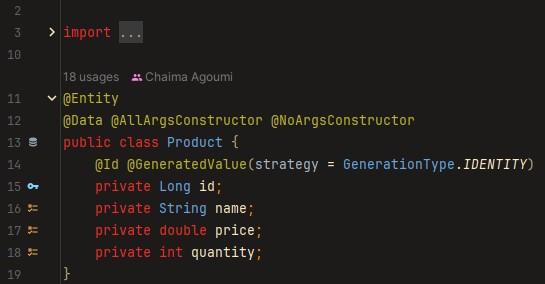 2
3 import ...
10
18 usages Chaima Agoumi
11 @Entity
12 @Data @AllArgsConstructor @NoArgsConstructor
13 public class Product {
14 @Id @GeneratedValue(strategy = GenerationType.IDENTITY)
15 private Long id;
16 private String name;
17 private double price;
18 private int quantity;
19 }